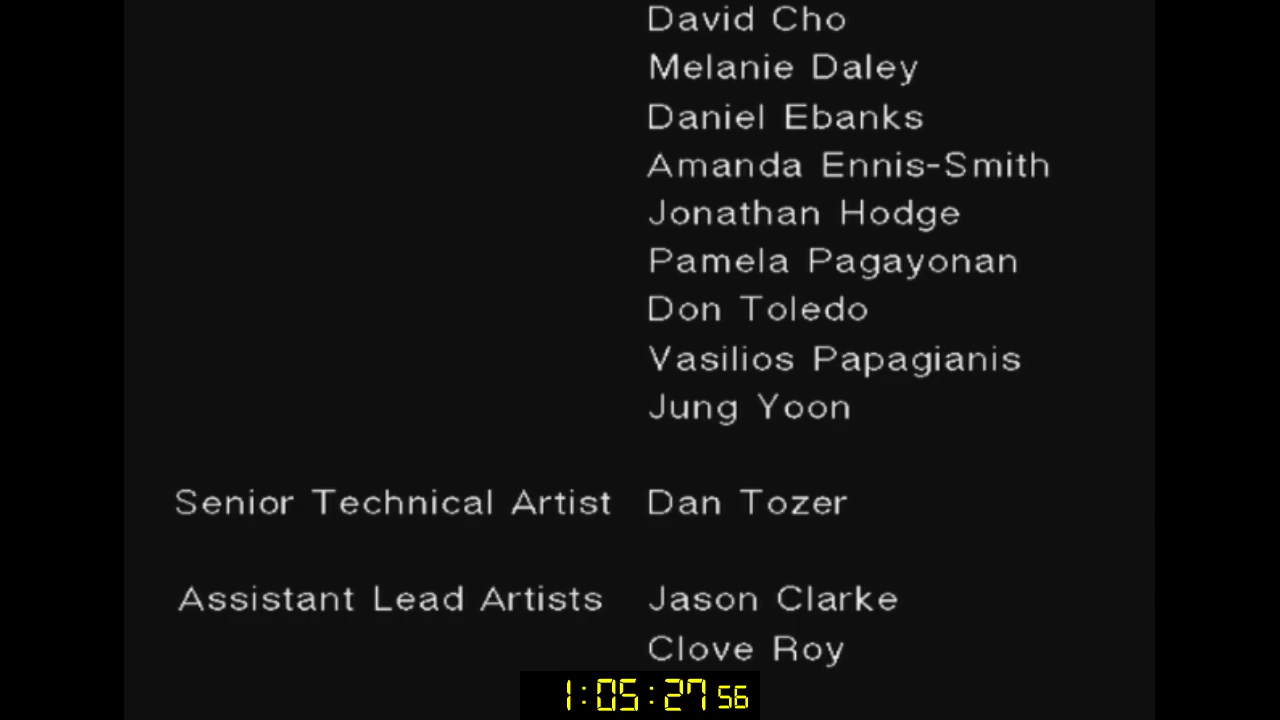 David Cho
Melanie Daley
Daniel Ebanks
Amanda Ennis-Smith
Jonathan Hodge
Pamela Pagayonan
Don Toledo
Vasilios Papagianis
Jung Yoon
Senior Technical Artist Dan Tozer
Assistant Lead Artists Jason Clarke
Clove Roy
1:05:27 56